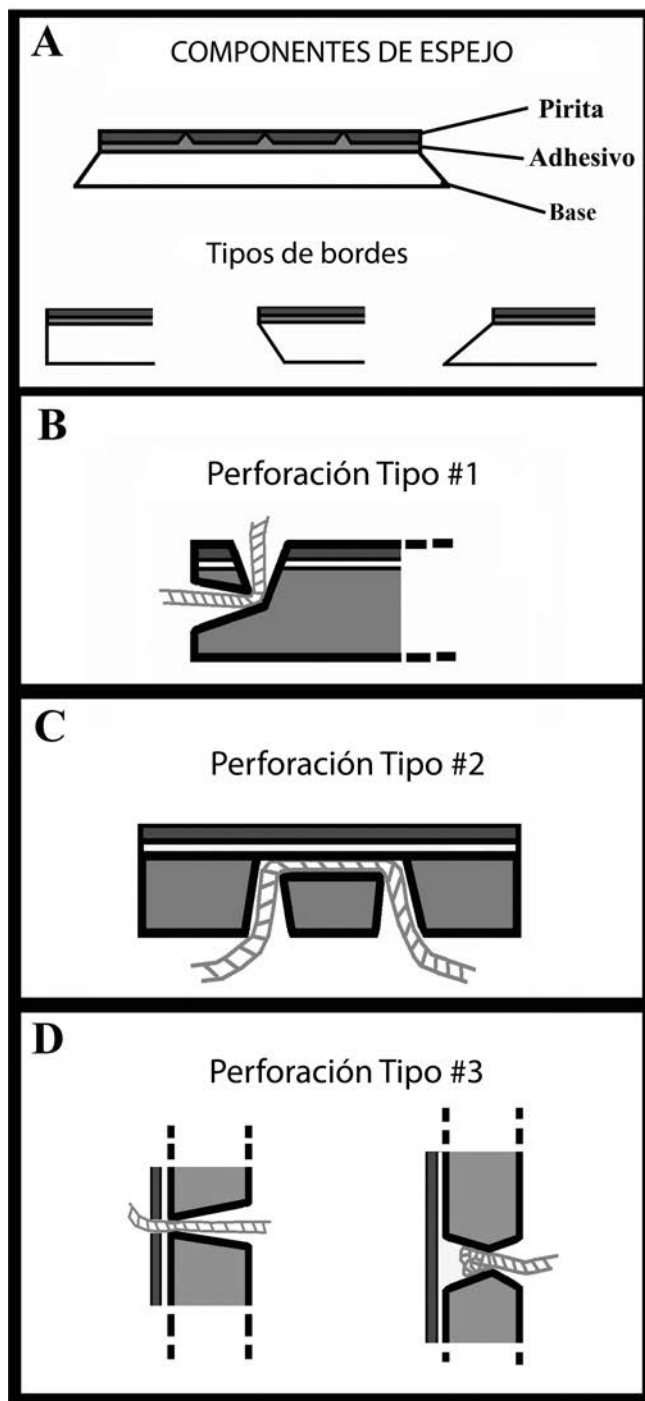 A
COMPONENTES DE ESPEJO
Pirita
Adhesivo
Base
Tipos de bordes
B
Perforación Tipo #1
C
Perforación Tipo #2
D
Perforación Tipo #3